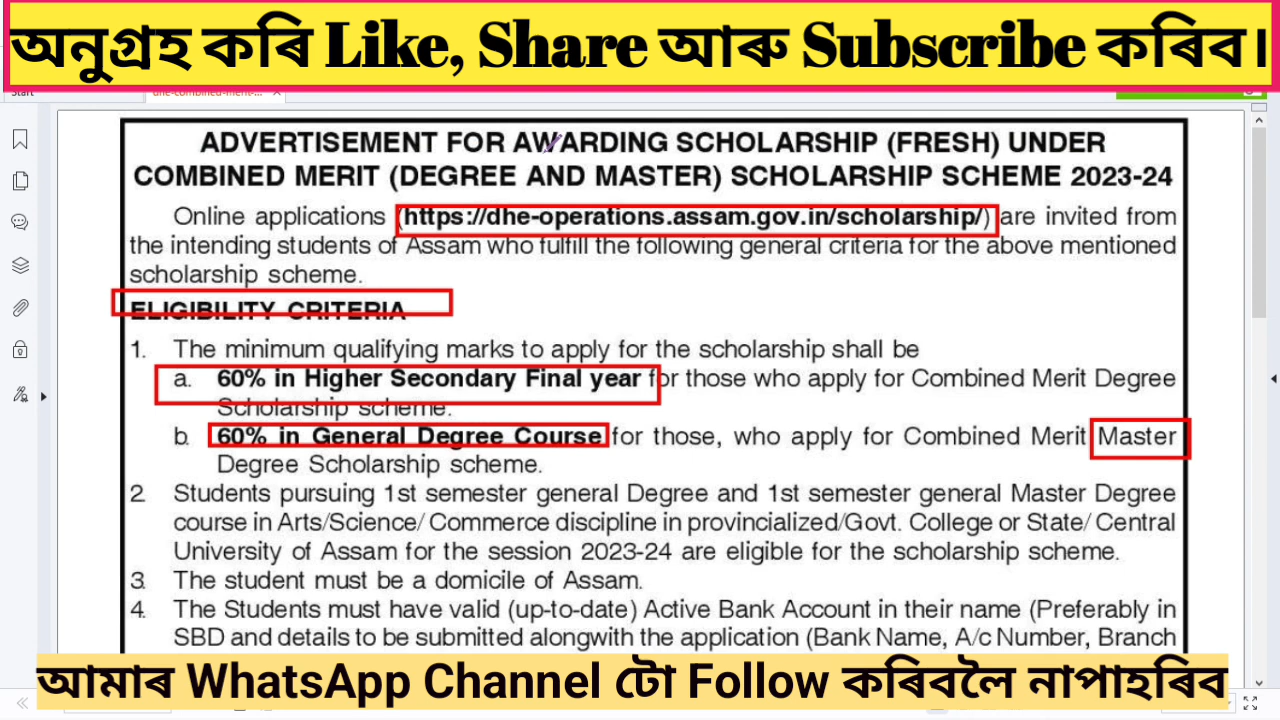 অনুগ্ৰহ কৰি Like, Share আৰু Subscribe কৰিব।
Start
dhe-combined-merit-...
ADVERTISEMENT FOR AWARDING SCHOLARSHIP (FRESH) UNDER
COMBINED MERIT (DEGREE AND MASTER) SCHOLARSHIP SCHEME 2023-24
Online applications (https://dhe-operations.assam.gov.in/scholarship/) are invited from
the intending students of Assam who fulfill the following general criteria for the above mentioned
scholarship scheme.
ELIGIBILITY CRITERIA
1. The minimum qualifying marks to apply for the scholarship shall be
a. 60% in Higher Secondary Final year for those who apply for Combined Merit Degree
Scholarship scheme.
b. 60% in General Degree Course for those, who apply for Combined Merit Master
Degree Scholarship scheme.
2. Students pursuing 1st semester general Degree and 1st semester general Master Degree
course in Arts/Science/ Commerce discipline in provincialized/Govt. College or State/ Central
University of Assam for the session 2023-24 are eligible for the scholarship scheme.
3. The student must be a domicile of Assam.
4. The Students must have valid (up-to-date) Active Bank Account in their name (Preferably in
SBD and details to be submitted alongwith the application (Bank Name, A/c Number, Branch
আমাৰ WhatsApp Channel টো Follow কৰিবলৈ নাপাহৰিব